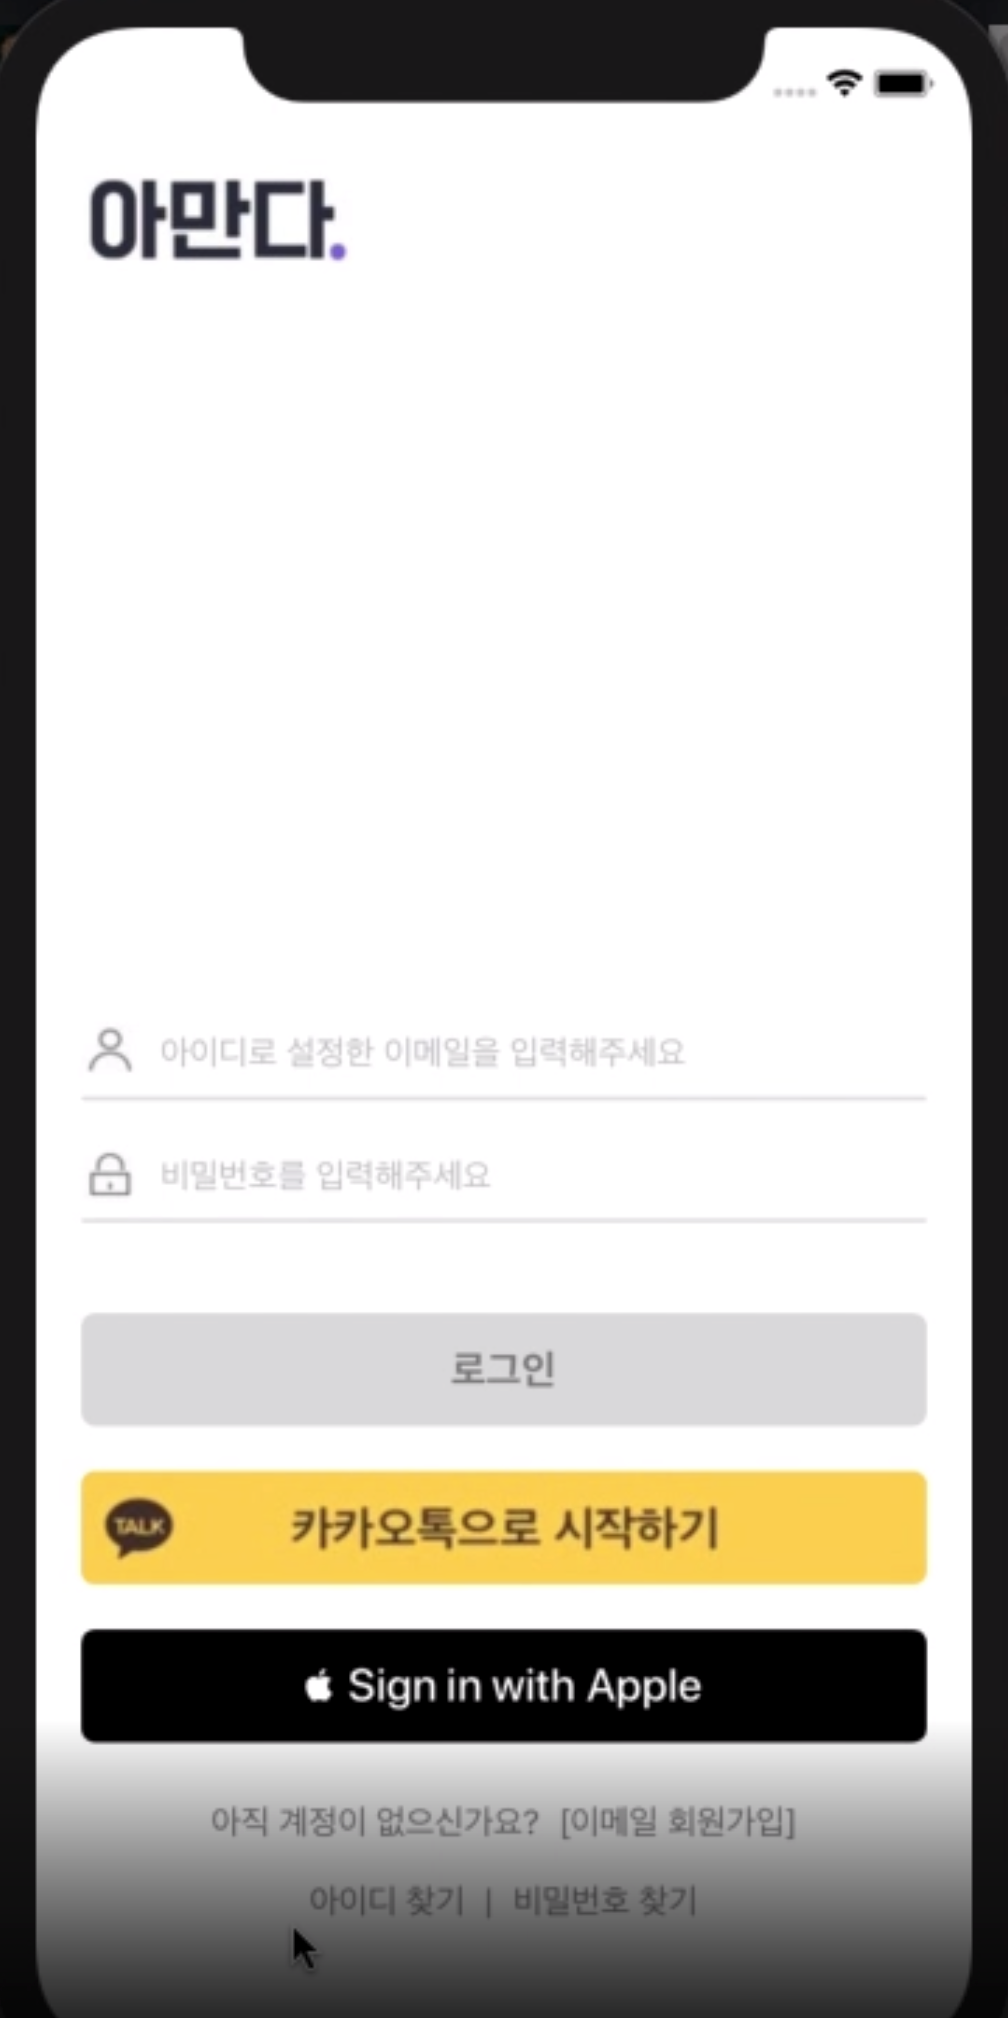 아만다.
아이디로 설정한 이메일을 입력해주세요
비밀번호를 입력해주세요
로그인
TALK 카카오톡으로 시작하기
Sign in with Apple
아직 계정이 없으신가요? [이메일 회원가입]
아이디 찾기 | 비밀번호 찾기